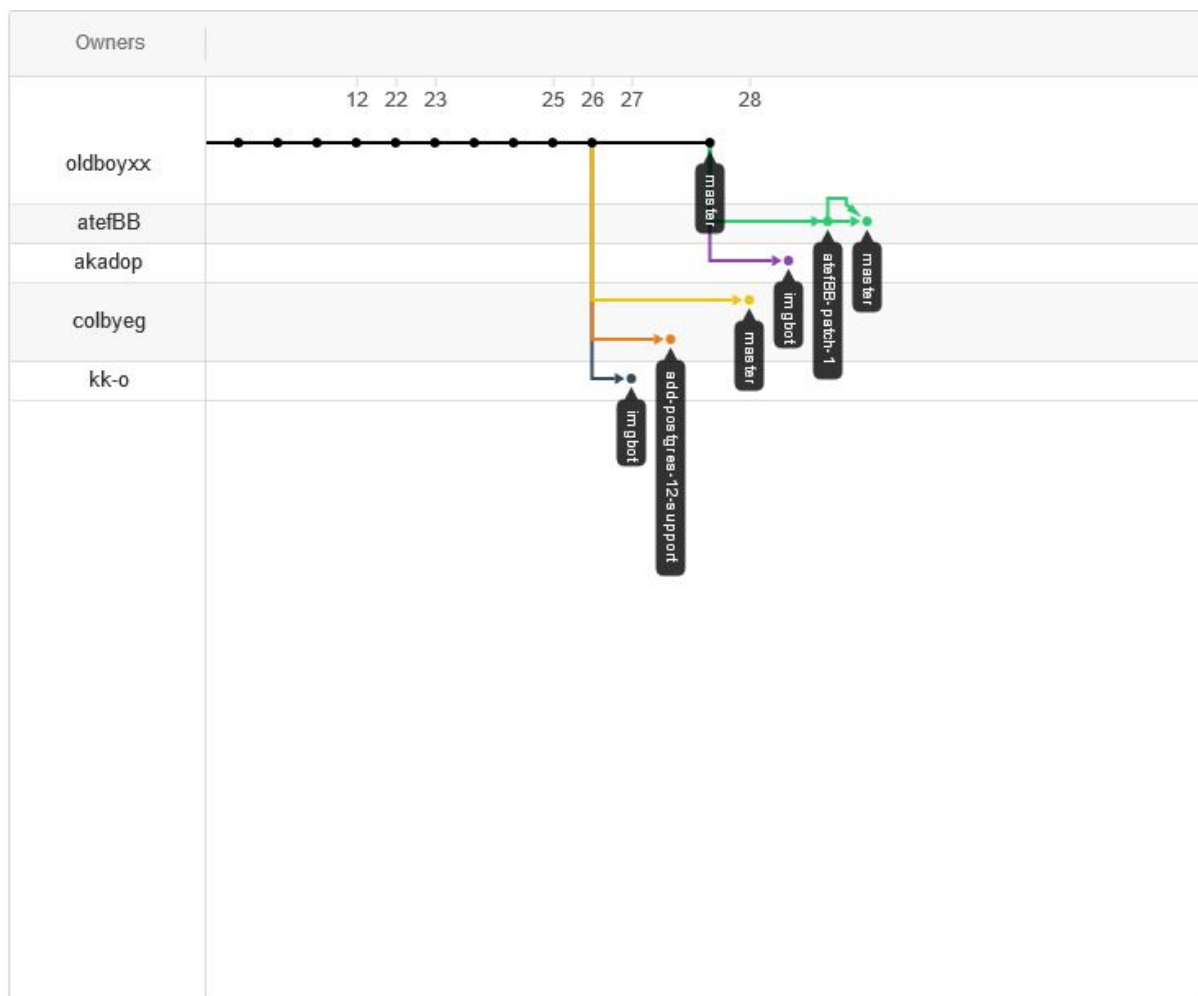 Owners
12 22 23 25 26 27 28
oldboyxx
master
atefBB
atefBB-patch-1
master
akadop
imgbot
colbyeg
master
add-postgres-12-support
kk-o
imgbot